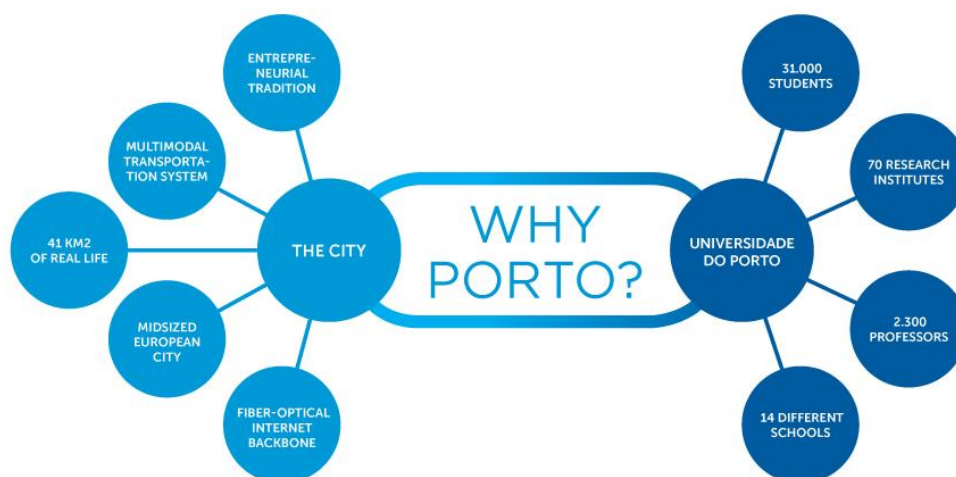 ENTREPRE-
NEURIAL
TRADITION
MULTIMODAL
TRANSPORTA-
TION SYSTEM
41 KM2
OF REAL LIFE
MIDSIZED
EUROPEAN
CITY
FIBER-OPTICAL
INTERNET
BACKBONE
THE CITY
WHY
PORTO?
UNIVERSIDADE
DO PORTO
31.000
STUDENTS
70 RESEARCH
INSTITUTES
2.300
PROFESSORS
14 DIFFERENT
SCHOOLS